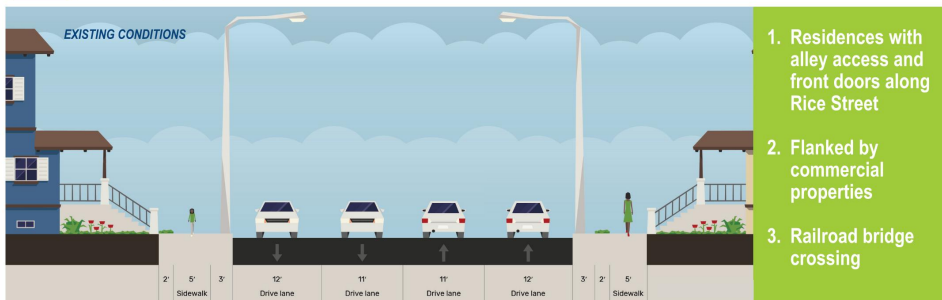 EXISTING CONDITIONS
2' 5' 3' 12' 11' 11' 12' 3' 2' 5'
Sidewalk Drive lane Drive lane Drive lane Drive lane Sidewalk
1. Residences with
alley access and
front doors along
Rice Street
2. Flanked by
commercial
properties
3. Railroad bridge
crossing